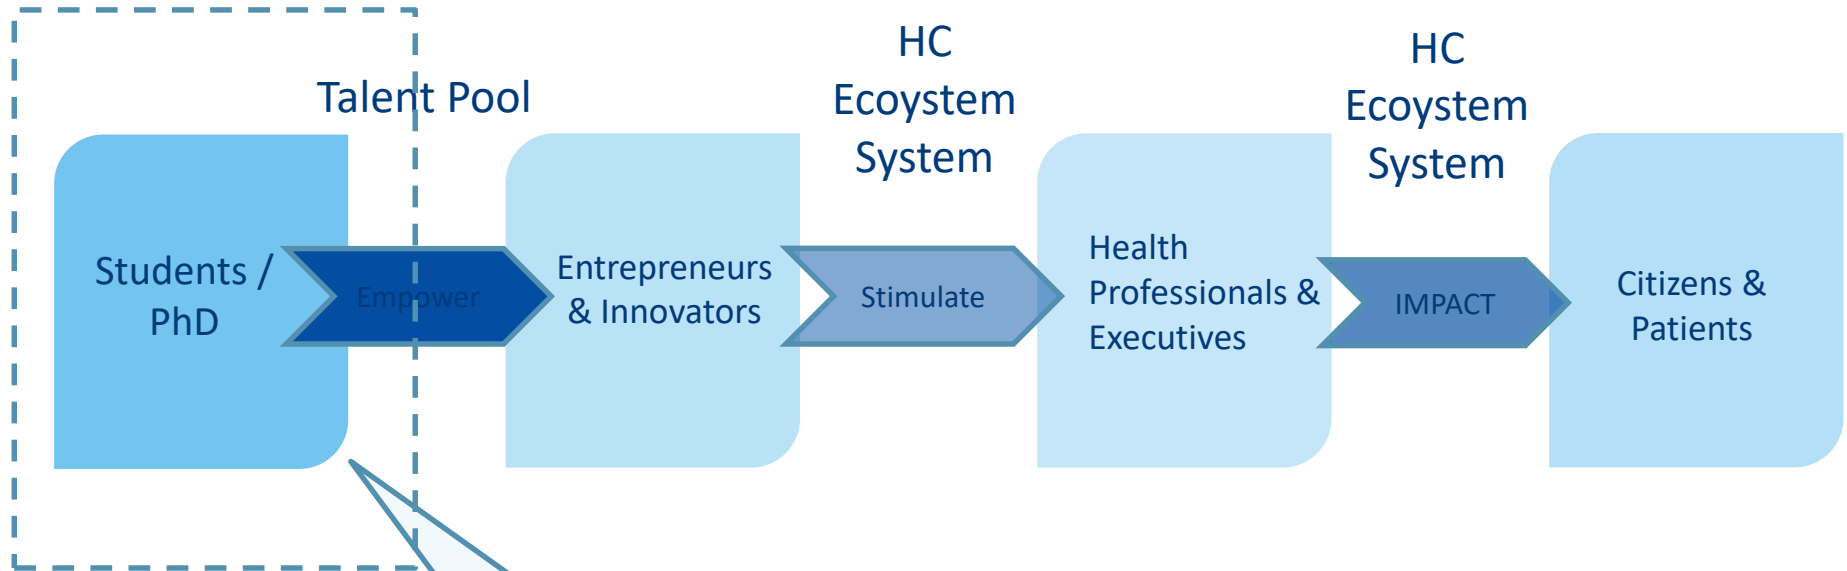 Talent Pool
HC
Ecoystem
System
HC
Ecoystem
System
Students /
PhD
Empower
Entrepreneurs
& Innovators
Stimulate
Health
Professionals &
Executives
IMPACT
Citizens &
Patients